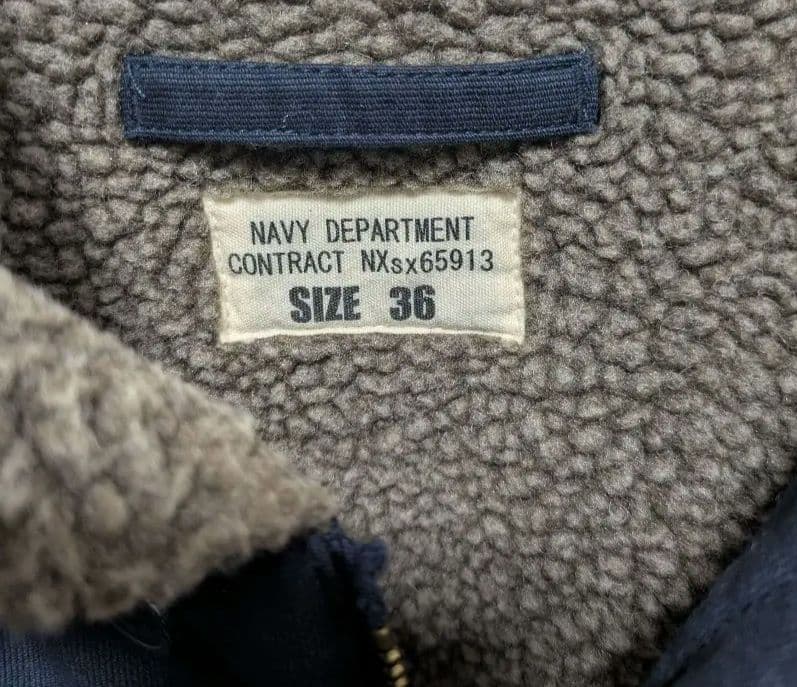 NAVY DEPARTMENT
CONTRACT NXsx65913
SIZE 36